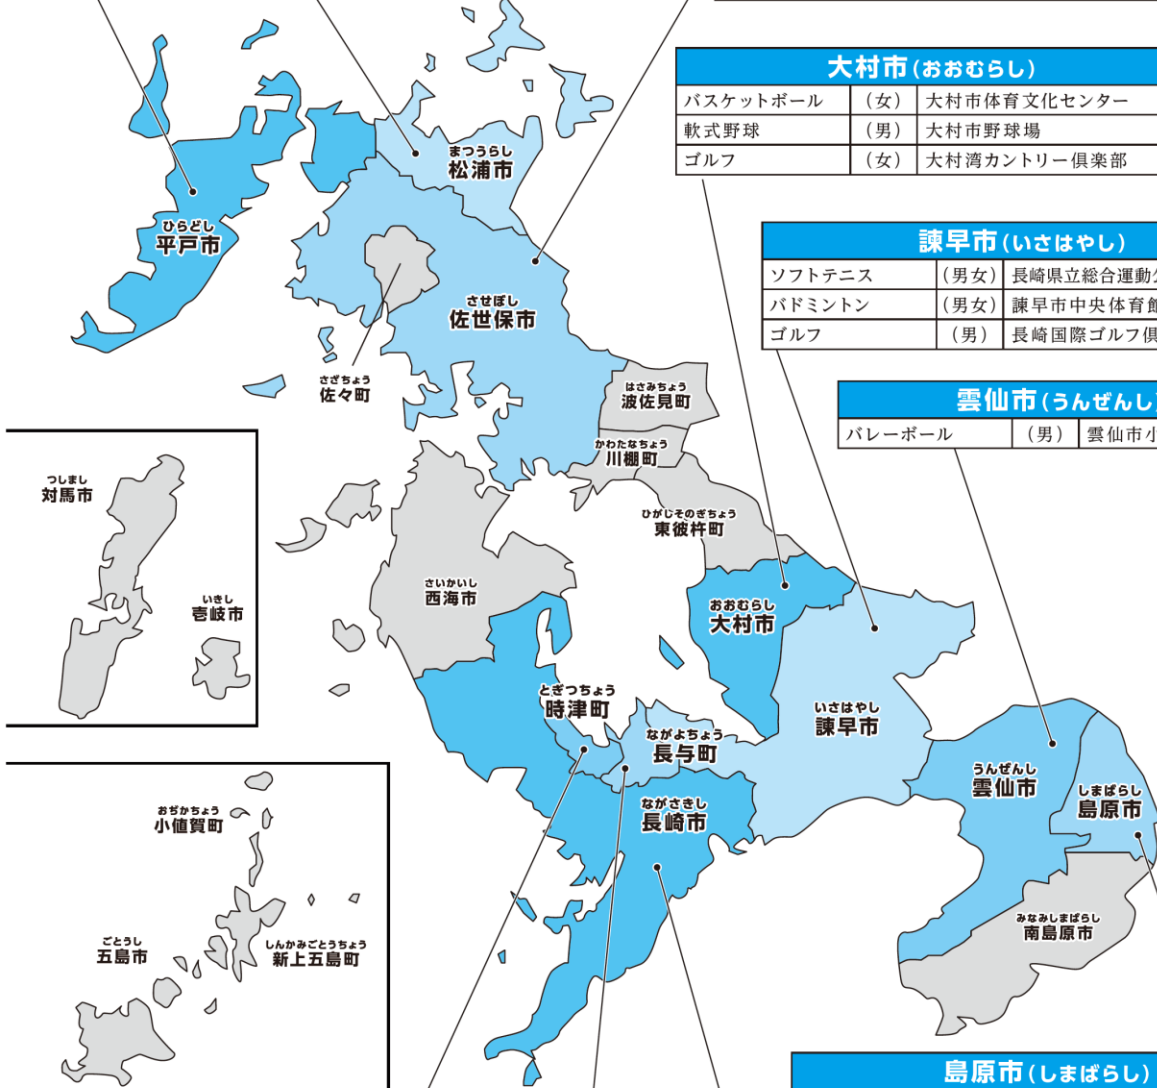 大村市(おおむらし)
バスケットボール (女) 大村市体育文化センター
軟式野球 (男) 大村市野球場
ゴルフ (女) 大村湾カントリー倶楽部
まつうらし
松浦市
ひらどし
平戸市
諫早市(いさはやし)
ソフトテニス (男女) 長崎県立総合運動公
バドミントン (男女) 諫早市中央体育館
ゴルフ (男) 長崎国際ゴルフ倶
させぼし
佐世保市
さざちょう
佐々町
はさみちょう
波佐見町
雲仙市(うんぜんし)
バレーボール (男) 雲仙市小
かわたなちょう
川棚町
つしまし
対馬市
ひがしそのぎちょう
東彼杵町
いきし
壱岐市
さいかいし
西海市
おおむらし
大村市
とぎつちょう
時津町
ながよちょう
長与町
いさはやし
諫早市
うんぜんし
雲仙市
しまばらし
島原市
おぢかちょう
小値賀町
ながさきし
長崎市
ごとうし
五島市
しんかみごとうちょう
新上五島町
みなみしまばらし
南島原市
島原市(しまばらし)